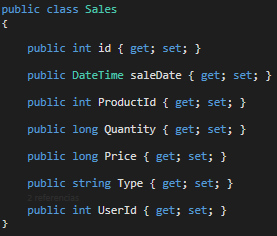 public class Sales
{
public int id { get; set; }
public DateTime saleDate { get; set; }
public int ProductId { get; set; }
public long Quantity { get; set; }
public long Price { get; set; }
public string Type { get; set; }
public int UserId { get; set; }
}